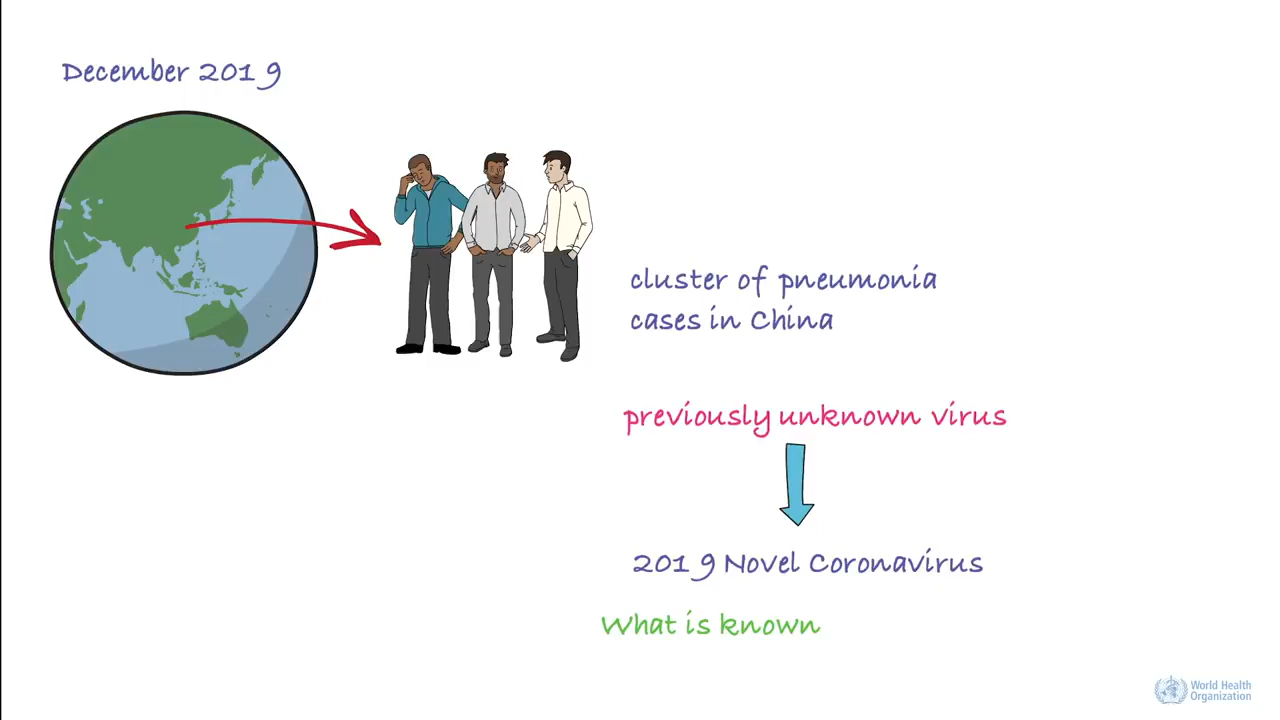 December 2019
cluster of pneumonia
cases in China
previously unknown virus
2019 Novel Coronavirus
What is known
World Health
Organization